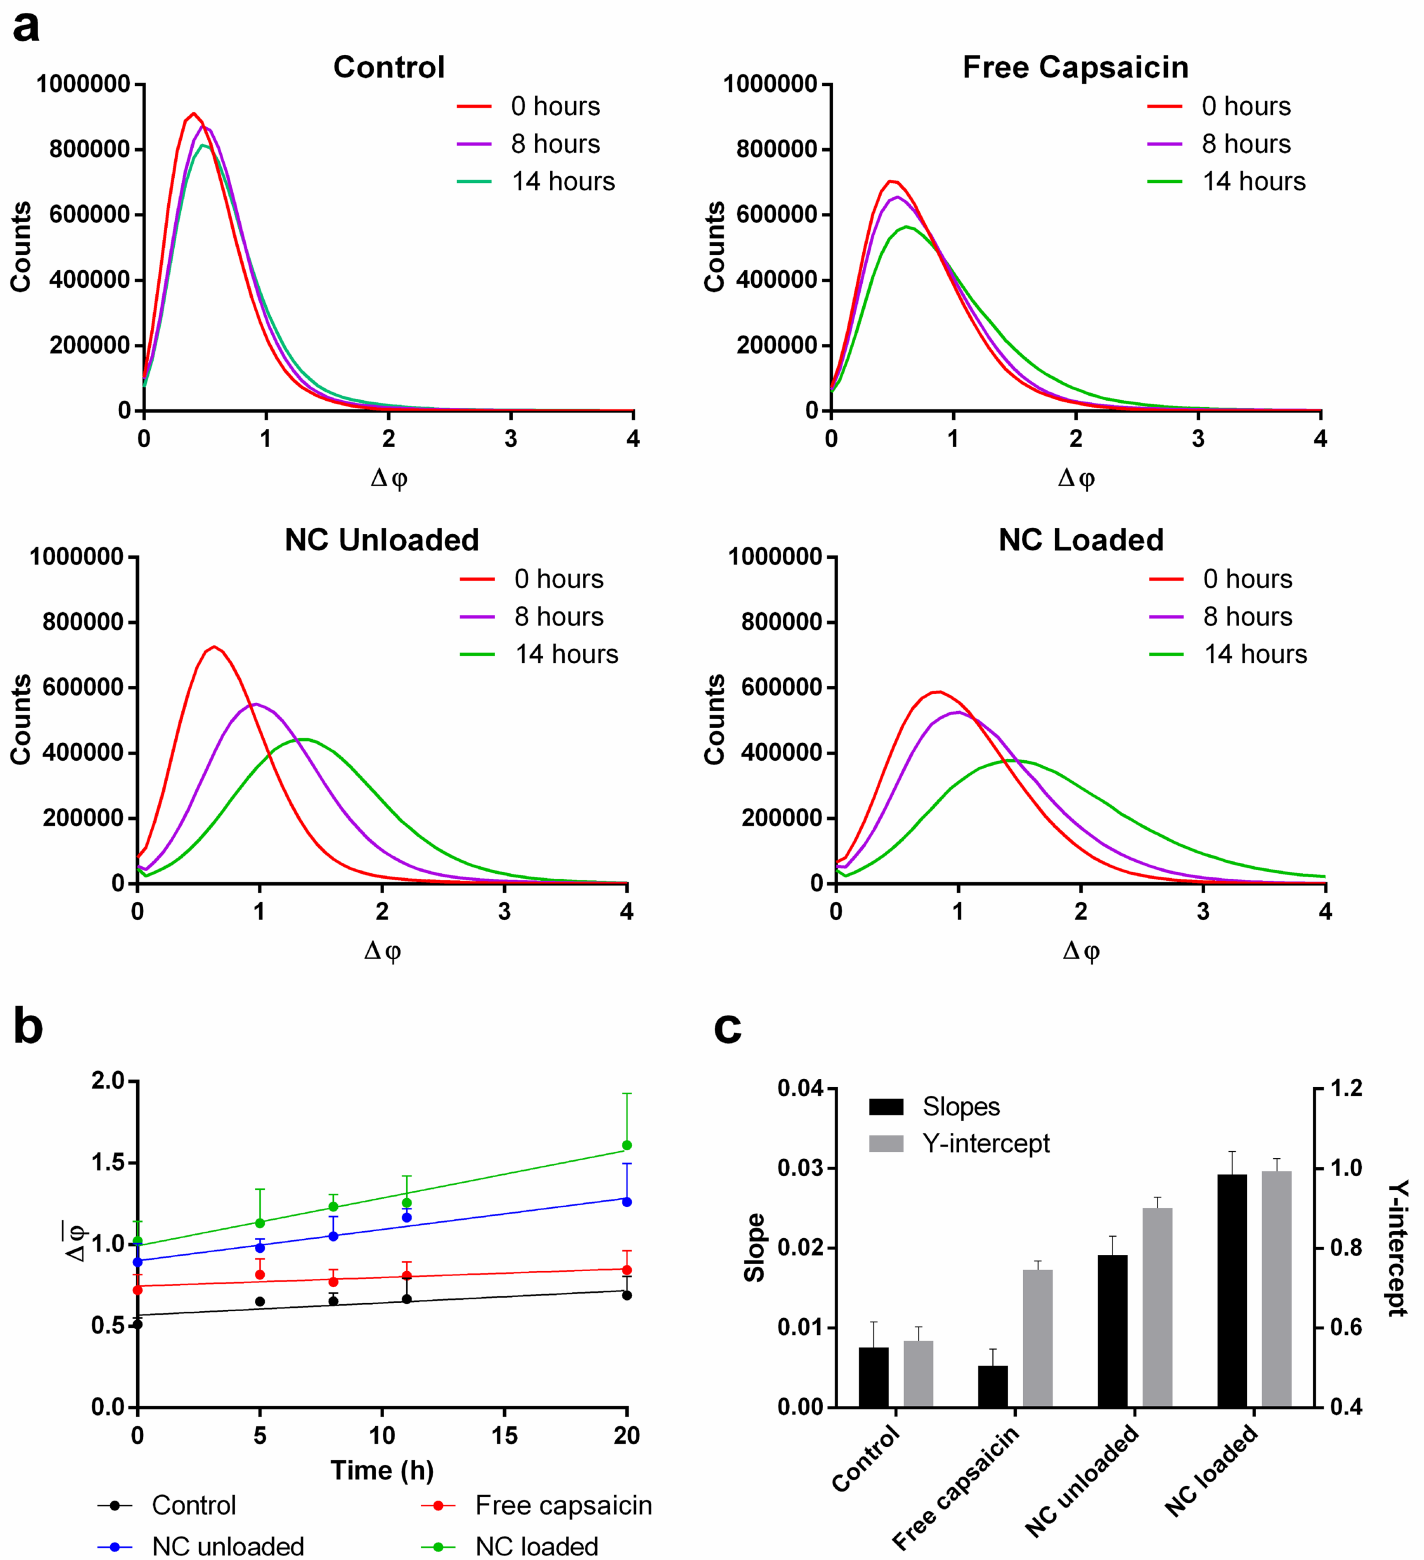 a
Control
1000000
800000
600000
400000
200000
0
Counts
0 1 2 3 4
Δφ
0 hours
8 hours
14 hours
Free Capsaicin
1000000
800000
600000
400000
200000
0
Counts
0 1 2 3 4
Δφ
0 hours
8 hours
14 hours
NC Unloaded
1000000
800000
600000
400000
200000
0
Counts
0 1 2 3 4
Δφ
0 hours
8 hours
14 hours
NC Loaded
1000000
800000
600000
400000
200000
0
Counts
0 1 2 3 4
Δφ
0 hours
8 hours
14 hours
b
2.0
1.5
1.0
0.5
0.0
Δφ̅
0 5 10 15 20
Time (h)
Control
Free capsaicin
NC unloaded
NC loaded
c
0.04
0.03
0.02
0.01
0.00
Slope
Slopes
Y-intercept
1.2
1.0
0.8
0.6
0.4
Y-intercept
Control
Free capsaicin
NC unloaded
NC loaded